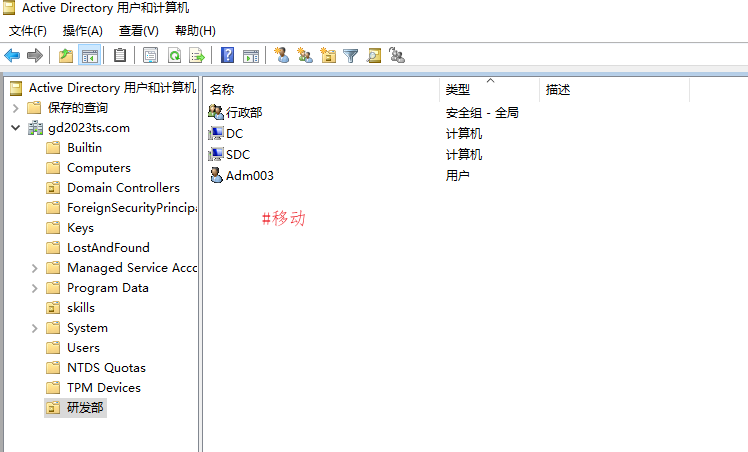 Active Directory 用户和计算机
文件(F) 操作(A) 查看(V) 帮助(H)
Active Directory 用户和计算机
保存的查询
gd2023ts.com
Builtin
Computers
Domain Controllers
ForeignSecurityPrincipa
Keys
LostAndFound
Managed Service Acco
Program Data
skills
System
Users
NTDS Quotas
TPM Devices
研发部
名称 类型 描述
行政部 安全组 - 全局
DC 计算机
SDC 计算机
Adm003 用户
#移动